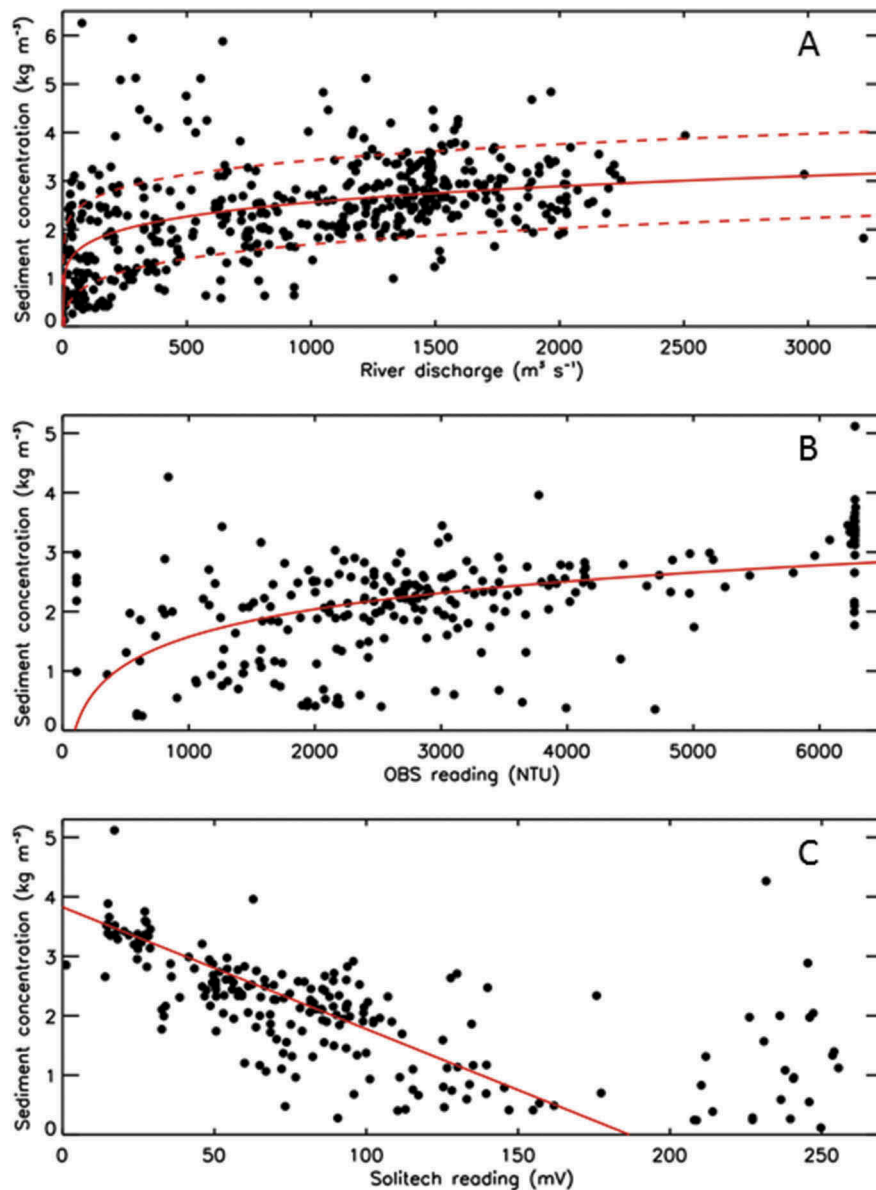 A
Sediment concentration (kg m⁻³)
6
5
4
3
2
1
0
0 500 1000 1500 2000 2500 3000
River discharge (m³ s⁻¹)
B
Sediment concentration (kg m⁻³)
5
4
3
2
1
0
0 1000 2000 3000 4000 5000 6000
OBS reading (NTU)
C
Sediment concentration (kg m⁻³)
5
4
3
2
1
0
0 50 100 150 200 250
Solitech reading (mV)